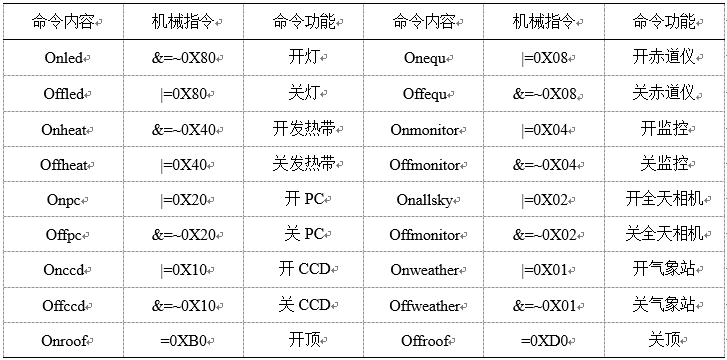 命令内容 机械指令 命令功能 命令内容 机械指令 命令功能
Onled &=~0X80 开灯 Onequ |=0X08 开赤道仪
Offled |=0X80 关灯 Offequ &=~0X08 关赤道仪
Onheat &=~0X40 开发热带 Onmonitor |=0X04 开监控
Offheat |=0X40 关发热带 Offmonitor &=~0X04 关监控
Onpc |=0X20 开 PC Onallsky |=0X02 开全天相机
Offpc &=~0X20 关 PC Offmonitor &=~0X02 关全天相机
Onccd |=0X10 开 CCD Onweather |=0X01 开气象站
Offccd &=~0X10 关 CCD Offweather &=~0X01 关气象站
Onroof =0XB0 开顶 Offroof =0XD0 关顶